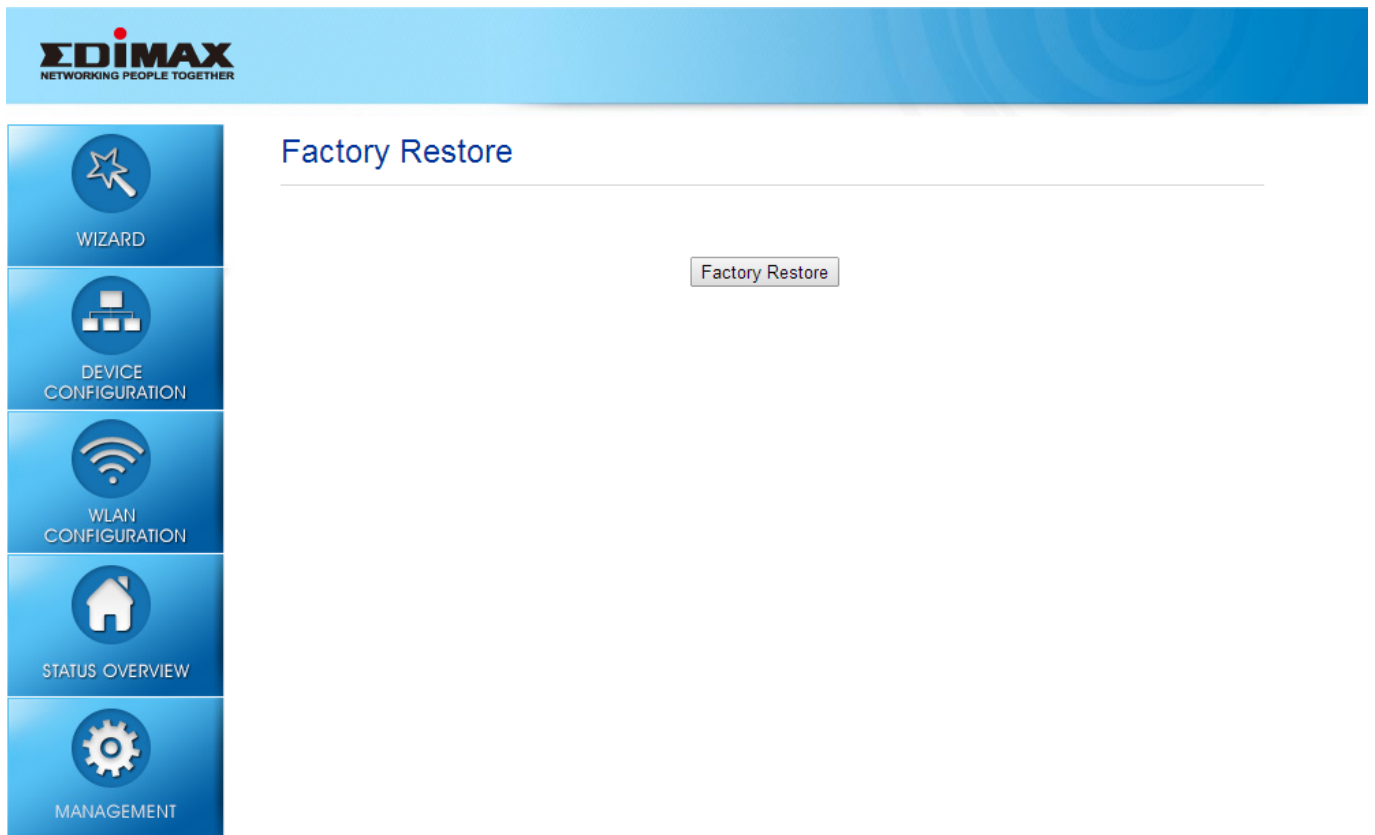 EDIMAX
NETWORKING PEOPLE TOGETHER
WIZARD
DEVICE
CONFIGURATION
WLAN
CONFIGURATION
STATUS OVERVIEW
MANAGEMENT
Factory Restore
Factory Restore